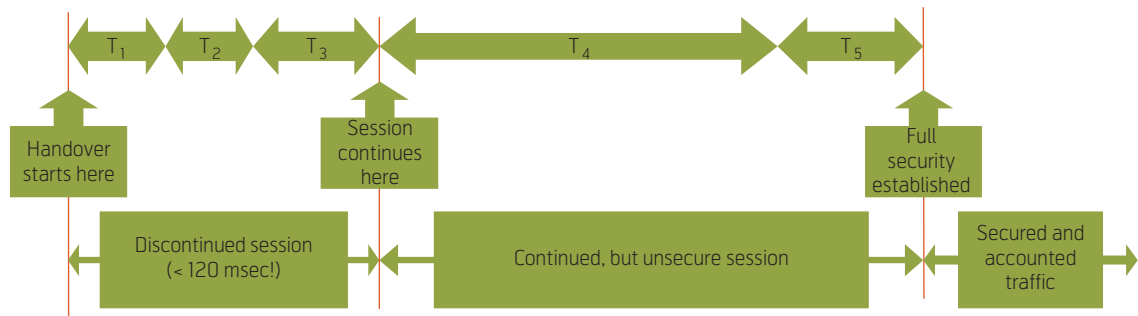 T1
T2
T3
T4
T5
Handover
starts here
Session
continues
here
Full
security
established
Discontinued session
(< 120 msec!)
Continued, but unsecure session
Secured and
accounted
traffic